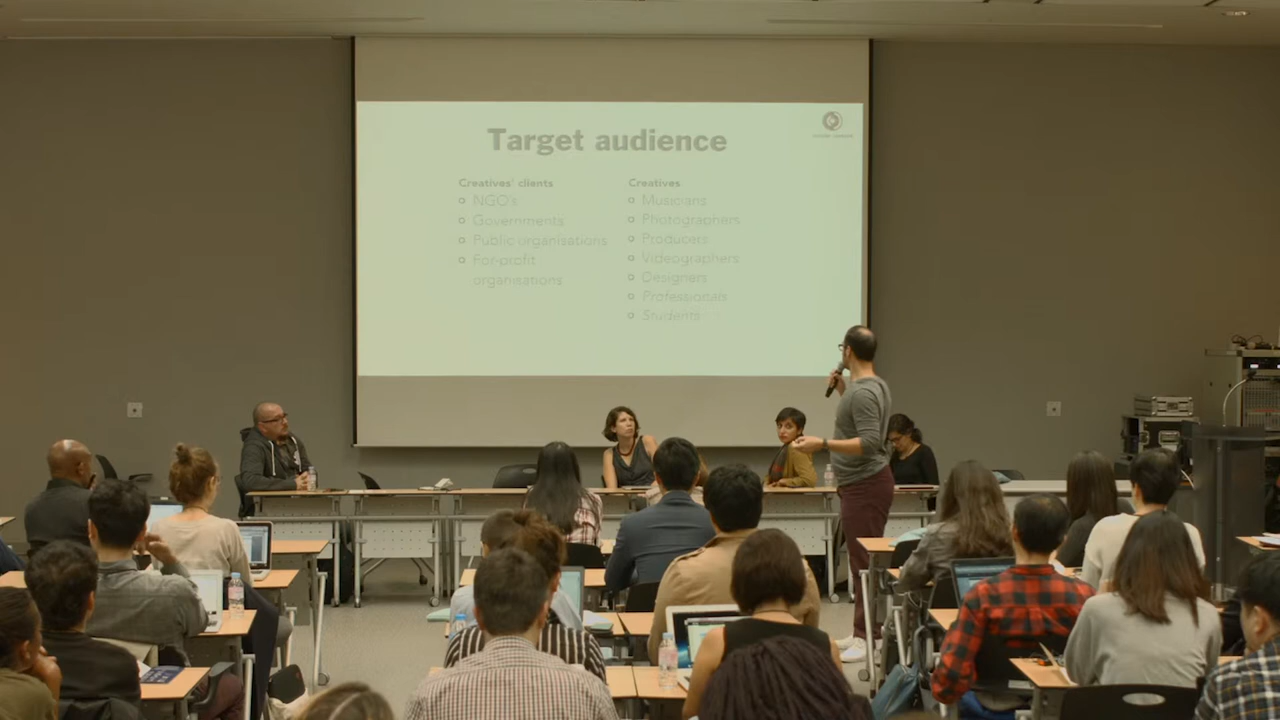 Target audience
Creatives' clients
NGO's
Governments
Public organisations
For-profit
organisations
Creatives
Musicians
Photographers
Producers
Videographers
Designers
Professionals
Students